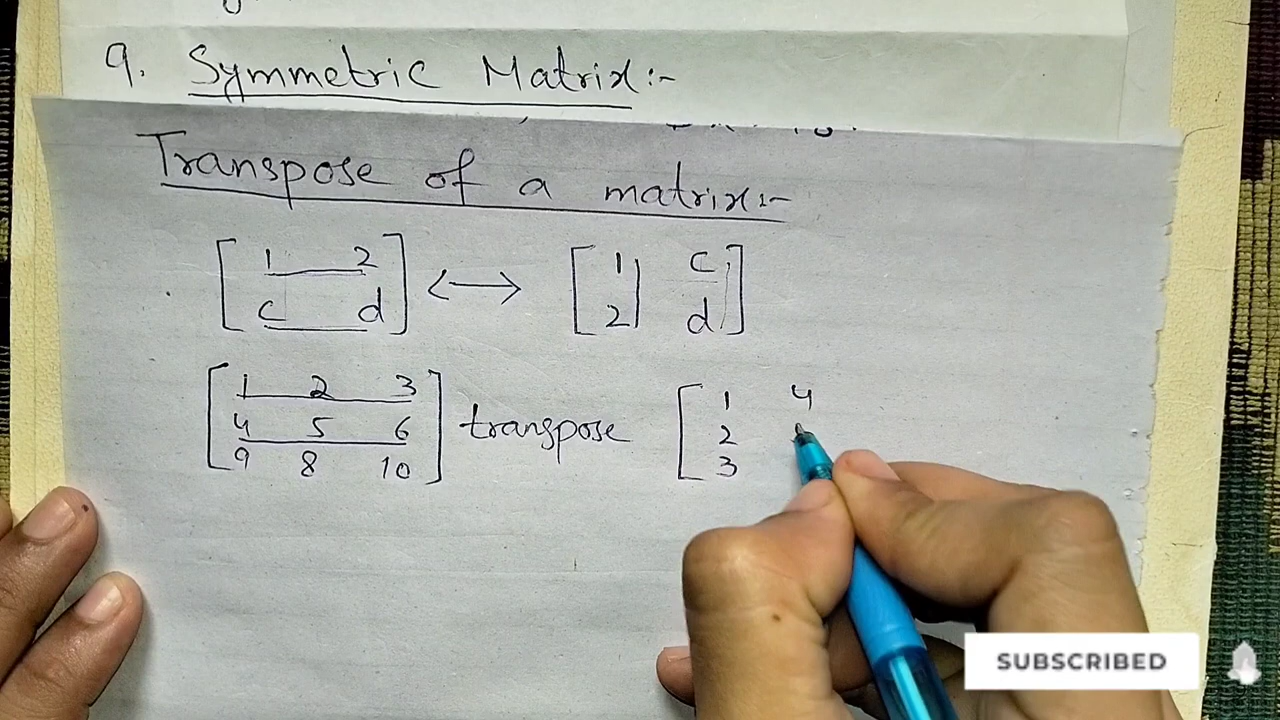 9. Symmetric Matrix:-
Transpose of a matrix:-
[1 2] ↔ [1 c]
[c d] [2 d]
[1 2 3] transpose [1 4
4 5 6 2
9 8 10] 3
SUBSCRIBED